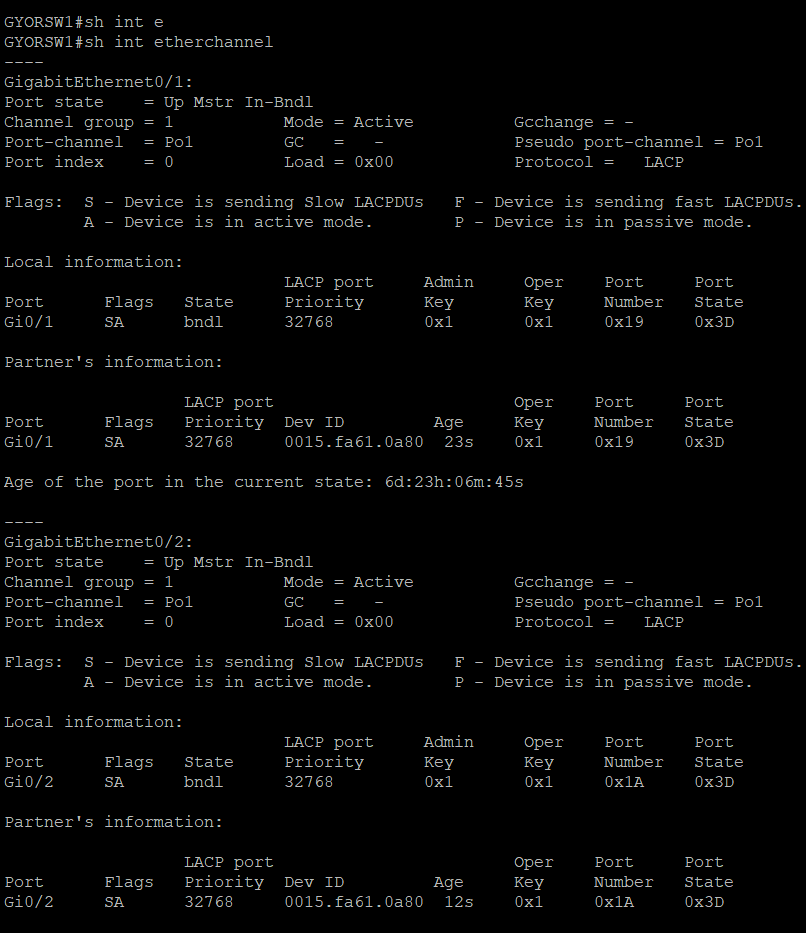 GYORSW1#sh int e
GYORSW1#sh int etherchannel
----
GigabitEthernet0/1:
Port state    = Up Mstr In-Bndl
Channel group = 1           Mode = Active          Gcchange = -
Port-channel  = Po1         GC   =   -             Pseudo port-channel = Po1
Port index    = 0           Load = 0x00            Protocol =   LACP

Flags:  S - Device is sending Slow LACPDUs   F - Device is sending fast LACPDUs.
        A - Device is in active mode.        P - Device is in passive mode.

Local information:
                            LACP port     Admin     Oper    Port     Port
Port      Flags   State     Priority      Key       Key     Number   State
Gi0/1     SA      bndl      32768         0x1       0x1     0x19     0x3D

Partner's information:

                  LACP port                        Oper    Port     Port
Port      Flags   Priority  Dev ID         Age     Key     Number   State
Gi0/1     SA      32768     0015.fa61.0a80  23s    0x1     0x19     0x3D

Age of the port in the current state: 6d:23h:06m:45s

----
GigabitEthernet0/2:
Port state    = Up Mstr In-Bndl
Channel group = 1           Mode = Active          Gcchange = -
Port-channel  = Po1         GC   =   -             Pseudo port-channel = Po1
Port index    = 0           Load = 0x00            Protocol =   LACP

Flags:  S - Device is sending Slow LACPDUs   F - Device is sending fast LACPDUs.
        A - Device is in active mode.        P - Device is in passive mode.

Local information:
                            LACP port     Admin     Oper    Port     Port
Port      Flags   State     Priority      Key       Key     Number   State
Gi0/2     SA      bndl      32768         0x1       0x1     0x1A     0x3D

Partner's information:

                  LACP port                        Oper    Port     Port
Port      Flags   Priority  Dev ID         Age     Key     Number   State
Gi0/2     SA      32768     0015.fa61.0a80  12s    0x1     0x1A     0x3D